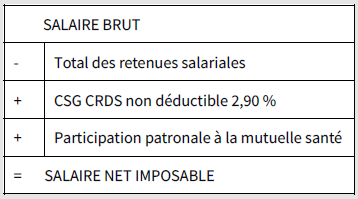 SALAIRE BRUT
- Total des retenues salariales
+ CSG CRDS non déductible 2,90 %
+ Participation patronale à la mutuelle santé
= SALAIRE NET IMPOSABLE